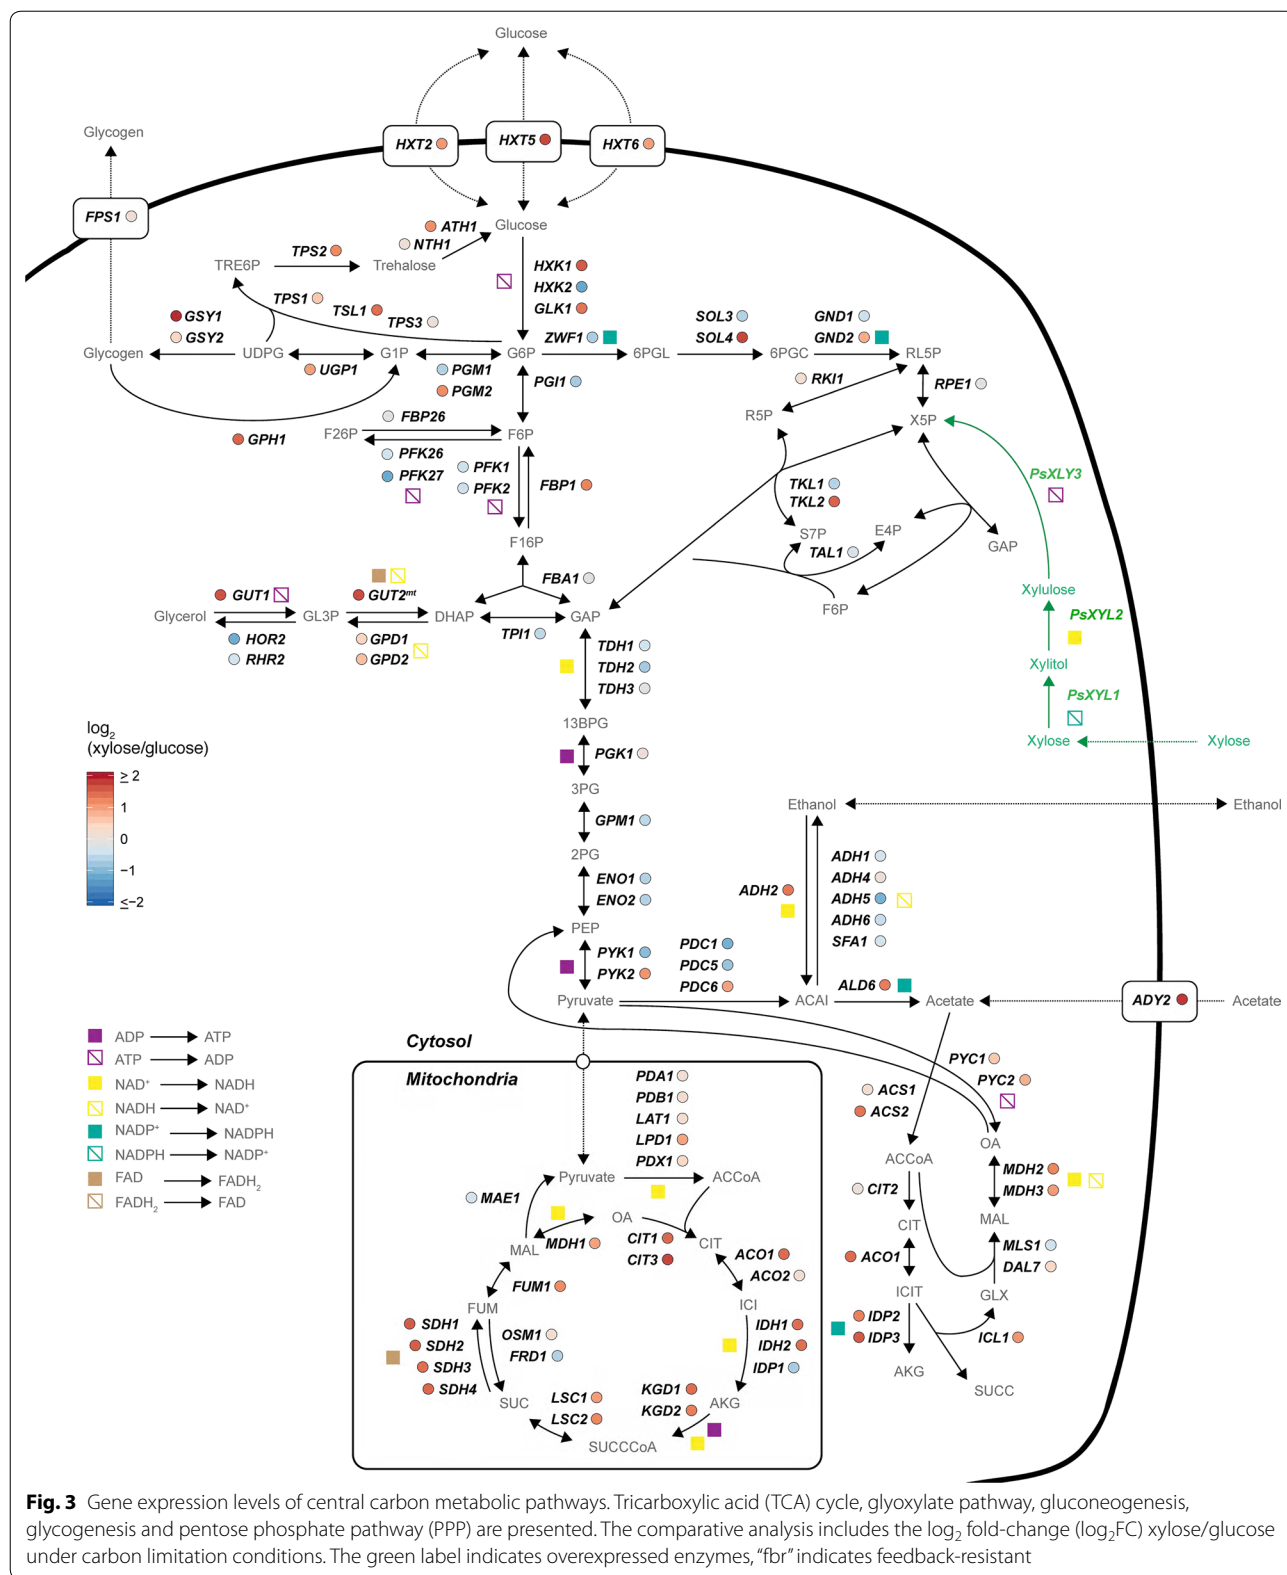 Glucose
Glycogen
HXT2
HXT5
HXT6
FPS1
Glucose
ATH1
NTH1
TPS2
TRE6P
Trehalose
HXK1
HXK2
GLK1
TPS1
TSL1
TPS3
GSY1
GSY2
ZWF1
SOL3
SOL4
GND1
GND2
Glycogen
UDPG
G1P
G6P
6PGL
6PGC
RL5P
UGP1
PGM1
PGM2
PGI1
RKI1
RPE1
R5P
X5P
GPH1
F26P
FBP26
F6P
PFK26
PFK27
PFK1
PFK2
FBP1
PsXLY3
TKL1
TKL2
S7P
E4P
GAP
TAL1
F16P
FBA1
Xylulose
F6P
GUT1
GUT2mt
Glycerol
GL3P
DHAP
GAP
PsXYL2
HOR2
RHR2
GPD1
GPD2
TPI1
TDH1
TDH2
TDH3
Xylitol
PsXYL1
13BPG
Xylose
Xylose
log2
(xylose/glucose)
≥ 2
1
0
−1
≤−2
PGK1
3PG
GPM1
2PG
ENO1
ENO2
PEP
PYK1
PYK2
Pyruvate
PDC1
PDC5
PDC6
Ethanol
Ethanol
ADH2
ADH1
ADH4
ADH5
ADH6
SFA1
ACAl
ALD6
Acetate
ADY2
Acetate
ADP
ATP
ATP
ADP
NAD+
NADH
NADH
NAD+
NADP+
NADPH
NADPH
NADP+
FAD
FADH2
FADH2
FAD
Cytosol
Mitochondria
PDA1
PDB1
LAT1
LPD1
PDX1
Pyruvate
ACCoA
MAE1
OA
MAL
MDH1
CIT1
CIT3
CIT
ACO1
ACO2
FUM1
FUM
ICI
SDH1
SDH2
SDH3
SDH4
OSM1
FRD1
IDH1
IDH2
IDP1
SUC
LSC1
LSC2
KGD1
KGD2
AKG
SUCCCoA
PYC1
PYC2
ACS1
ACS2
OA
ACCoA
MDH2
MDH3
CIT2
CIT
MAL
ACO1
MLS1
DAL7
ICIT
GLX
IDP2
IDP3
ICL1
AKG
SUCC
Fig. 3 Gene expression levels of central carbon metabolic pathways. Tricarboxylic acid (TCA) cycle, glyoxylate pathway, gluconeogenesis,
glycogenesis and pentose phosphate pathway (PPP) are presented. The comparative analysis includes the log2 fold-change (log2FC) xylose/glucose
under carbon limitation conditions. The green label indicates overexpressed enzymes, “fbr” indicates feedback-resistant